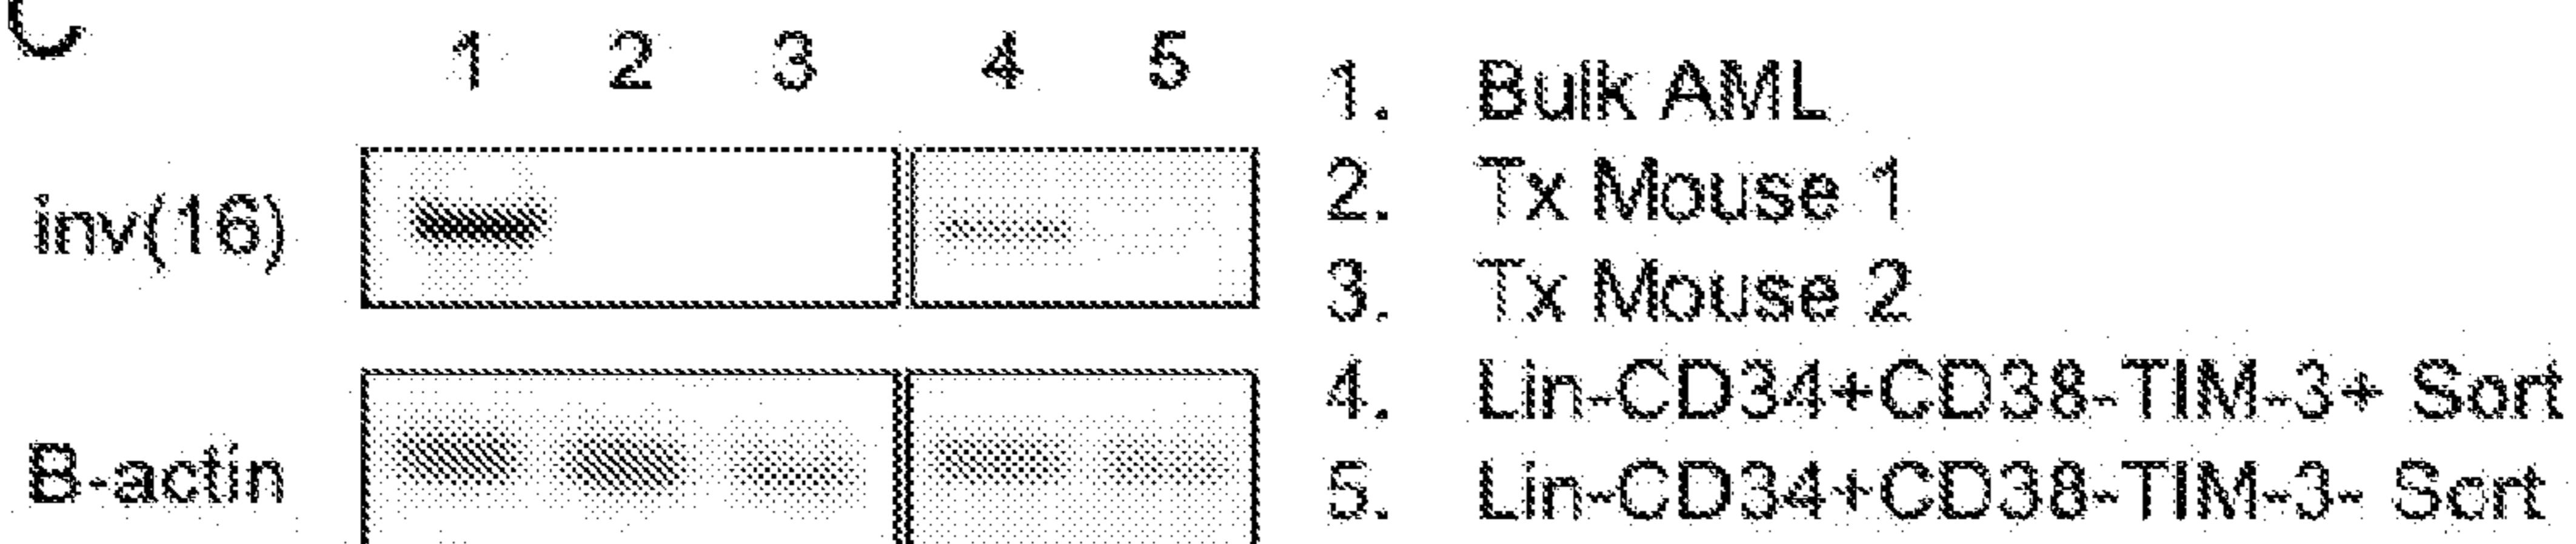 C
1 2 3 4 5
inv(16)
B-actin
1. Bulk AML
2. Tx Mouse 1
3. Tx Mouse 2
4. Lin-CD34+CD38-TIM-3+ Sort
5. Lin-CD34+CD38-TIM-3- Sort